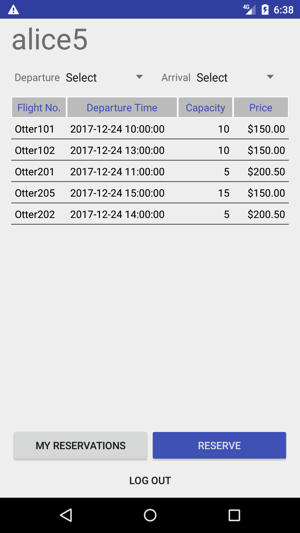 4G 6:38
alice5
Departure Select Arrival Select
Flight No. Departure Time Capacity Price
Otter101 2017-12-24 10:00:00 10 $150.00
Otter102 2017-12-24 13:00:00 10 $150.00
Otter201 2017-12-24 11:00:00 5 $200.50
Otter205 2017-12-24 15:00:00 15 $150.00
Otter202 2017-12-24 14:00:00 5 $200.50
MY RESERVATIONS RESERVE
LOG OUT